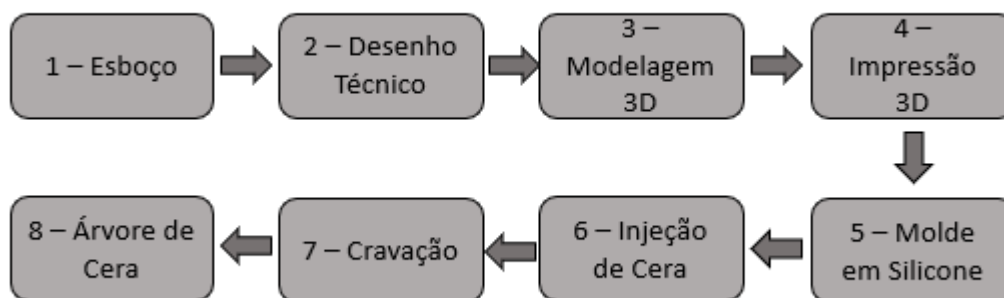 1 – Esboço
2 – Desenho
Técnico
3 –
Modelagem
3D
4 –
Impressão
3D
5 – Molde
em Silicone
6 – Injeção
de Cera
7 – Cravação
8 – Árvore de
Cera